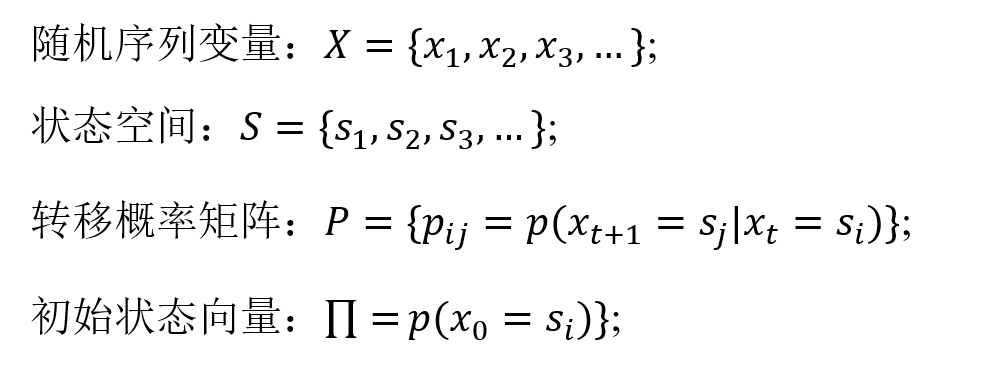 随机序列变量：X = {x₁, x₂, x₃, … };
状态空间：S = {s₁, s₂, s₃, … };
转移概率矩阵：P = {pᵢⱼ = p(xₜ₊₁ = sⱼ|xₜ = sᵢ)};
初始状态向量：∏ = p(x₀ = sᵢ)};